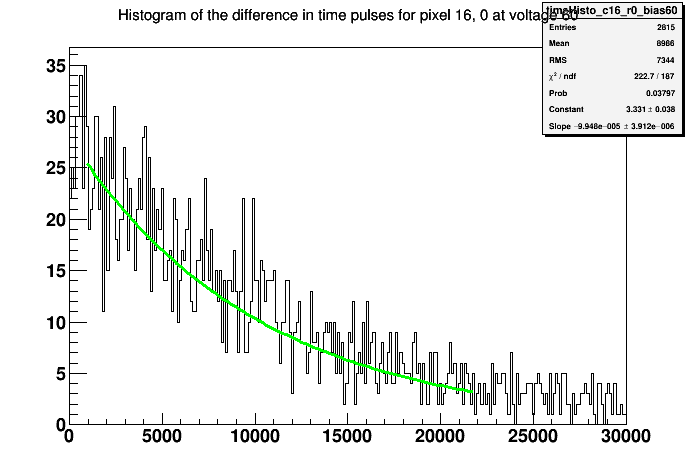 Histogram of the difference in time pulses for pixel 16, 0 at voltage 60
timeHisto_c16_r0_bias60
Entries 2815
Mean 8986
RMS 7344
χ² / ndf 222.7 / 187
Prob 0.03797
Constant 3.331 ± 0.038
Slope -9.948e-005 ± 3.912e-006
35
30
25
20
15
10
5
0
0 5000 10000 15000 20000 25000 30000